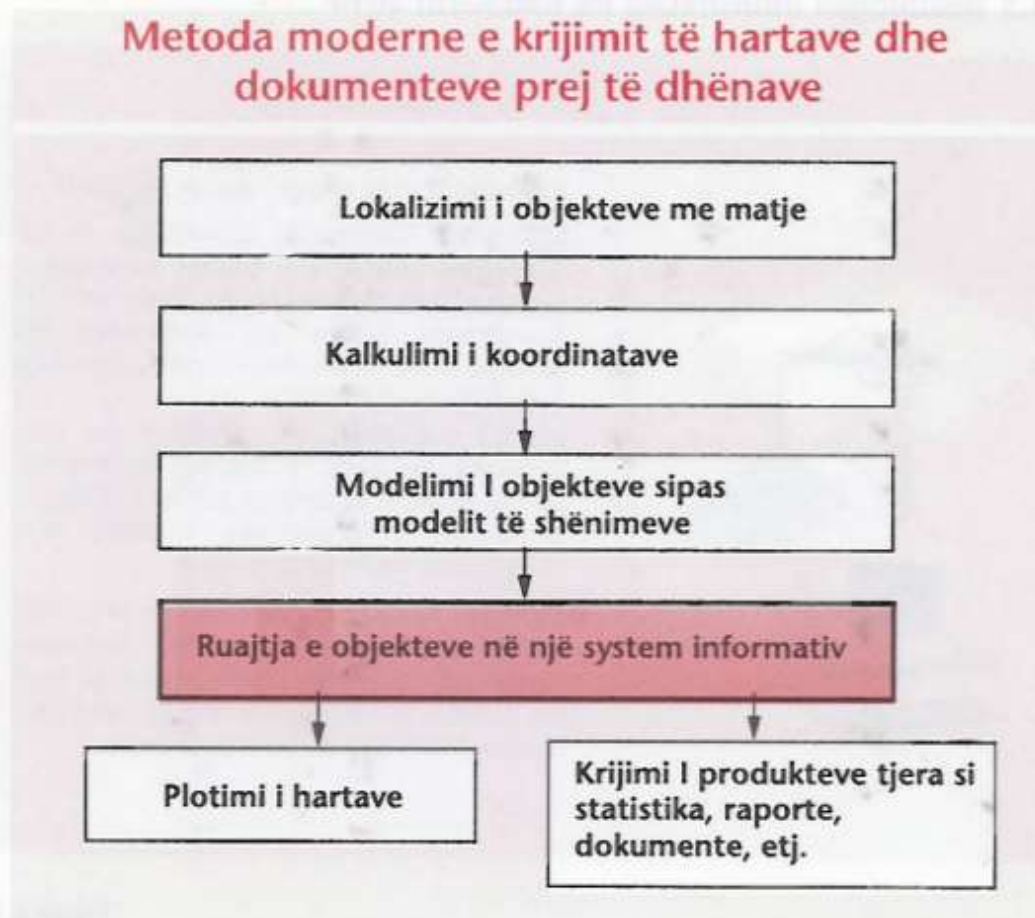 Metoda moderne e krijimit të hartave dhe
dokumenteve prej të dhënave
Lokalizimi i objekteve me matje
Kalkulimi i koordinatave
Modelimi I objekteve sipas
modelit të shënimeve
Ruajtja e objekteve në një system informativ
Plotimi i hartave
Krijimi I produkteve tjera si
statistika, raporte,
dokumente, etj.